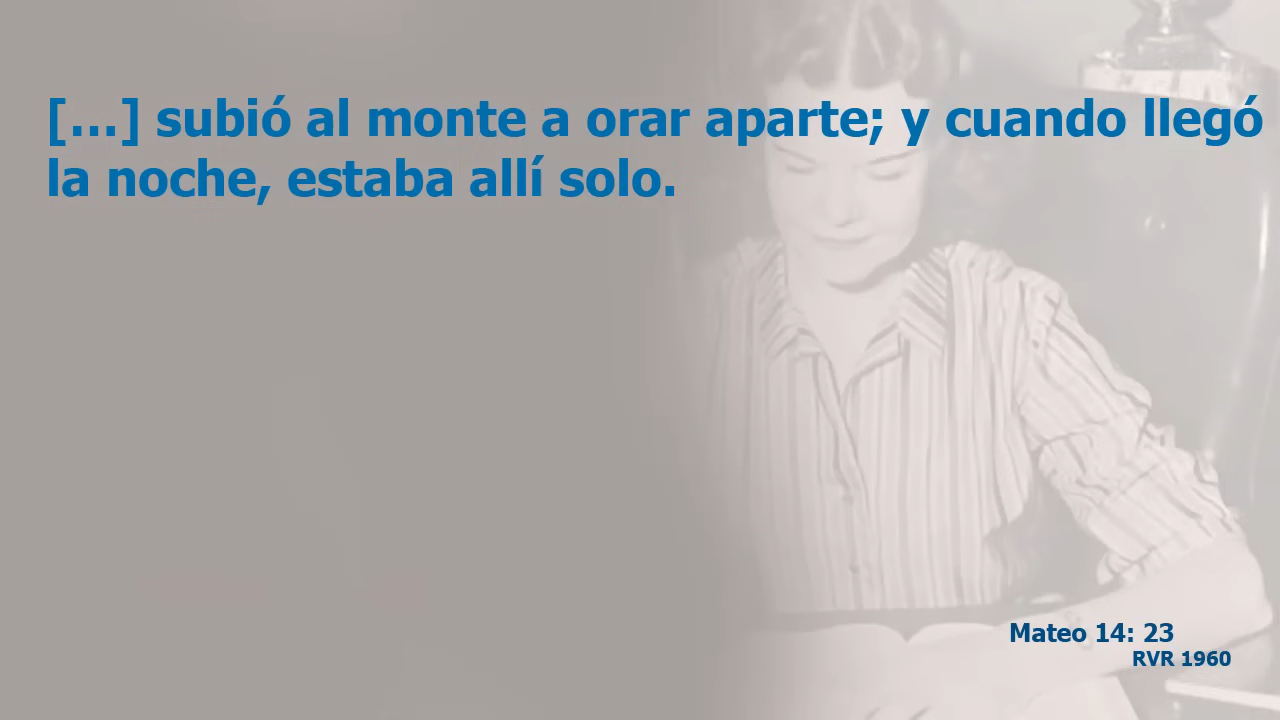 […] subió al monte a orar aparte; y cuando llegó
la noche, estaba allí solo.
Mateo 14: 23
RVR 1960